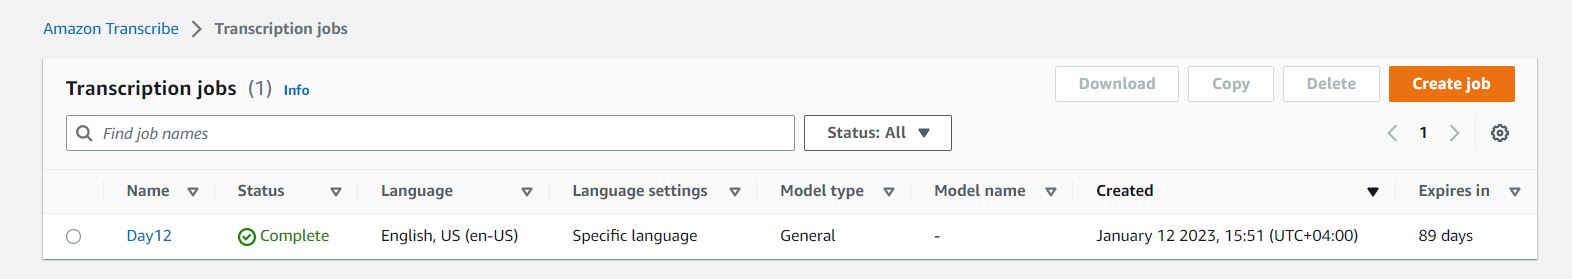 Amazon Transcribe > Transcription jobs
Transcription jobs (1) Info Download Copy Delete Create job
Find job names Status: All 1
Name Status Language Language settings Model type Model name Created Expires in
Day12 Complete English, US (en-US) Specific language General - January 12 2023, 15:51 (UTC+04:00) 89 days